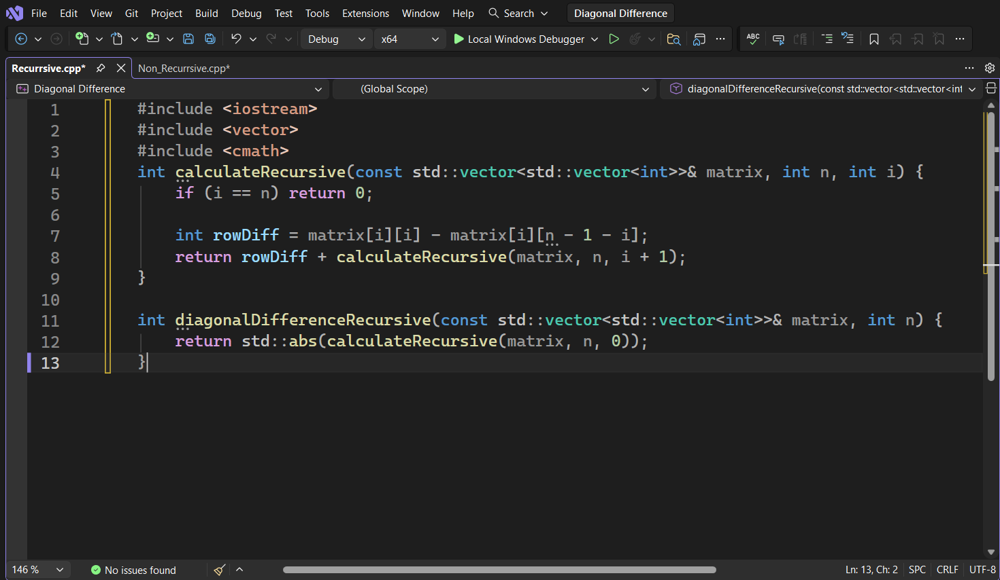 File Edit View Git Project Build Debug Test Tools Extensions Window Help Search Diagonal Difference
Debug x64 Local Windows Debugger ABC
Recurrsive.cpp* Non_Recurrsive.cpp*
Diagonal Difference (Global Scope) diagonalDifferenceRecursive(const std::vector<std::vector<int
1 #include <iostream>
2 #include <vector>
3 #include <cmath>
4 int calculateRecursive(const std::vector<std::vector<int>>& matrix, int n, int i) {
5 if (i == n) return 0;
6
7 int rowDiff = matrix[i][i] - matrix[i][n - 1 - i];
8 return rowDiff + calculateRecursive(matrix, n, i + 1);
9 }
10
11 int diagonalDifferenceRecursive(const std::vector<std::vector<int>>& matrix, int n) {
12 return std::abs(calculateRecursive(matrix, n, 0));
13 }
146 % No issues found Ln: 13, Ch: 2 SPC CRLF UTF-8